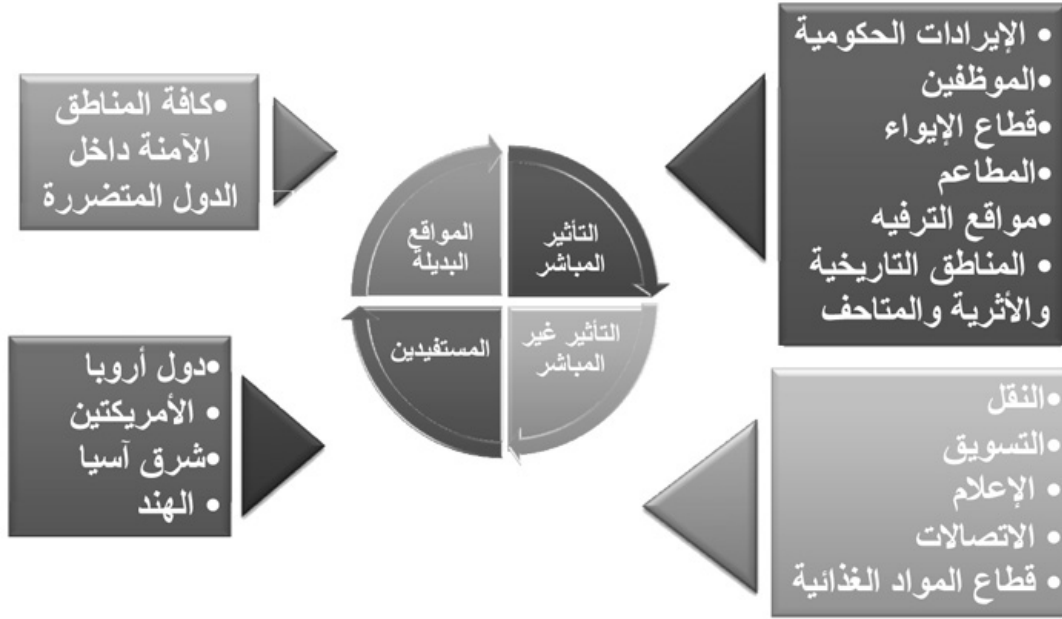 • الإيرادات الحكومية
•الموظفين
•قطاع الإيواء
•المطاعم
•مواقع الترفيه
• المناطق التاريخية
والأثرية والمتاحف
•كافة المناطق
الآمنة داخل
الدول المتضررة
التأثير
المباشر
المواقع
البديلة
التأثير غير
المباشر
المستفيدين
•النقل
•التسويق
• الإعلام
• الاتصالات
• قطاع المواد الغذائية
•دول أروبا
• الأمريكتين
•شرق آسيا
• الهند